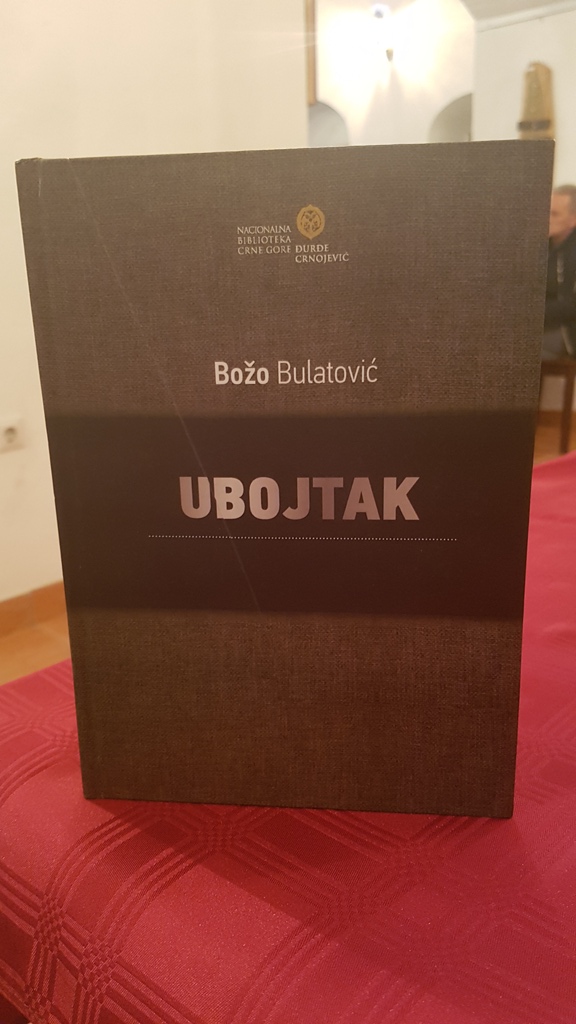 NACIONALNA
BIBLIOTEKA
CRNE GORE
ĐURĐE
CRNOJEVIĆ
Božo Bulatović
UBOJTAK